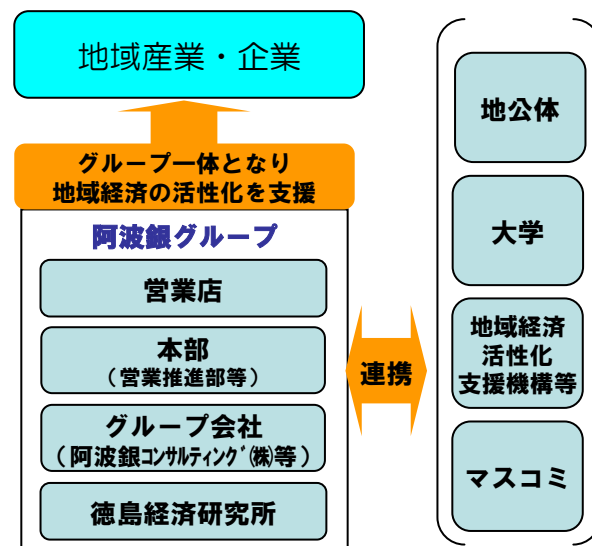 地域産業・企業
グループ一体となり
地域経済の活性化を支援
阿波銀グループ
営業店
本部
（営業推進部等）
グループ会社
（阿波銀ｺﾝｻﾙﾃｨﾝｸﾞ㈱等）
徳島経済研究所
連携
地公体
大学
地域経済
活性化
支援機構等
マスコミ